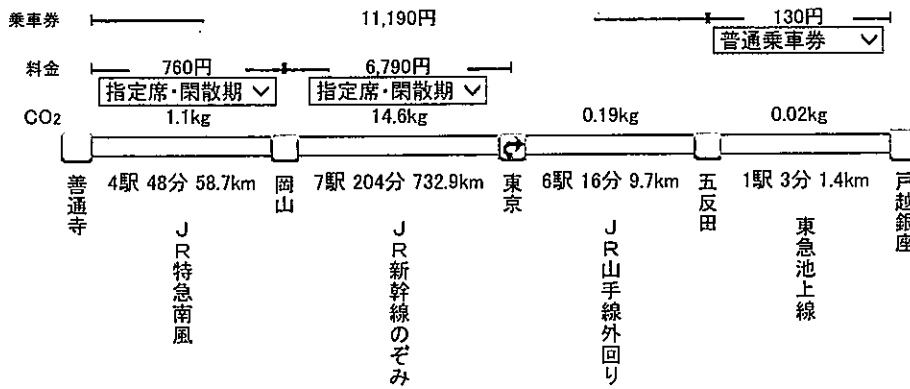 乗車券 11,190円 130円
普通乗車券
料金 760円 6,790円
指定席・閑散期 指定席・閑散期
CO2 1.1kg 14.6kg 0.19kg 0.02kg
善通寺 4駅 48分 58.7km 岡山 7駅 204分 732.9km 東京 6駅 16分 9.7km 五反田 1駅 3分 1.4km 戸越銀座
JR特急南風 JR新幹線のぞみ JR山手線外回り 東急池上線